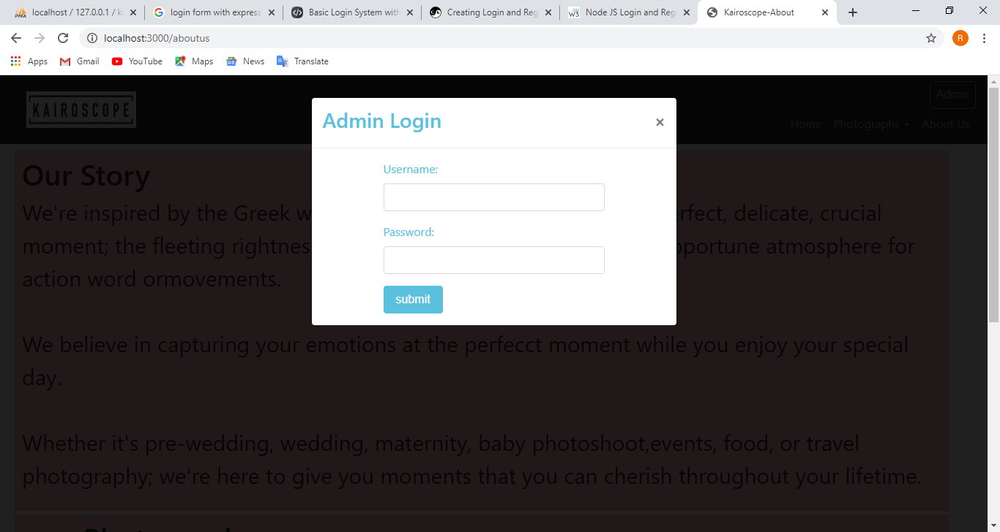 localhost / 127.0.0.1 / k
login form with express
Basic Login System with
Creating Login and Reg
Node JS Login and Regi
Kairoscope-About
localhost:3000/aboutus
R
Apps
Gmail
YouTube
Maps
News
Translate
KAIROSCOPE
Admin
Home
Photographs
About Us
Admin Login
×
Username:
Password:
submit
Our Story
We're inspired by the Greek rfect, delicate, crucial
moment; the fleeting rightnes pportune atmosphere for
action word ormovements.
We believe in capturing your emotions at the perfecct moment while you enjoy your special
day.
Whether it's pre-wedding, wedding, maternity, baby photoshoot,events, food, or travel
photography; we're here to give you moments that you can cherish throughout your lifetime.